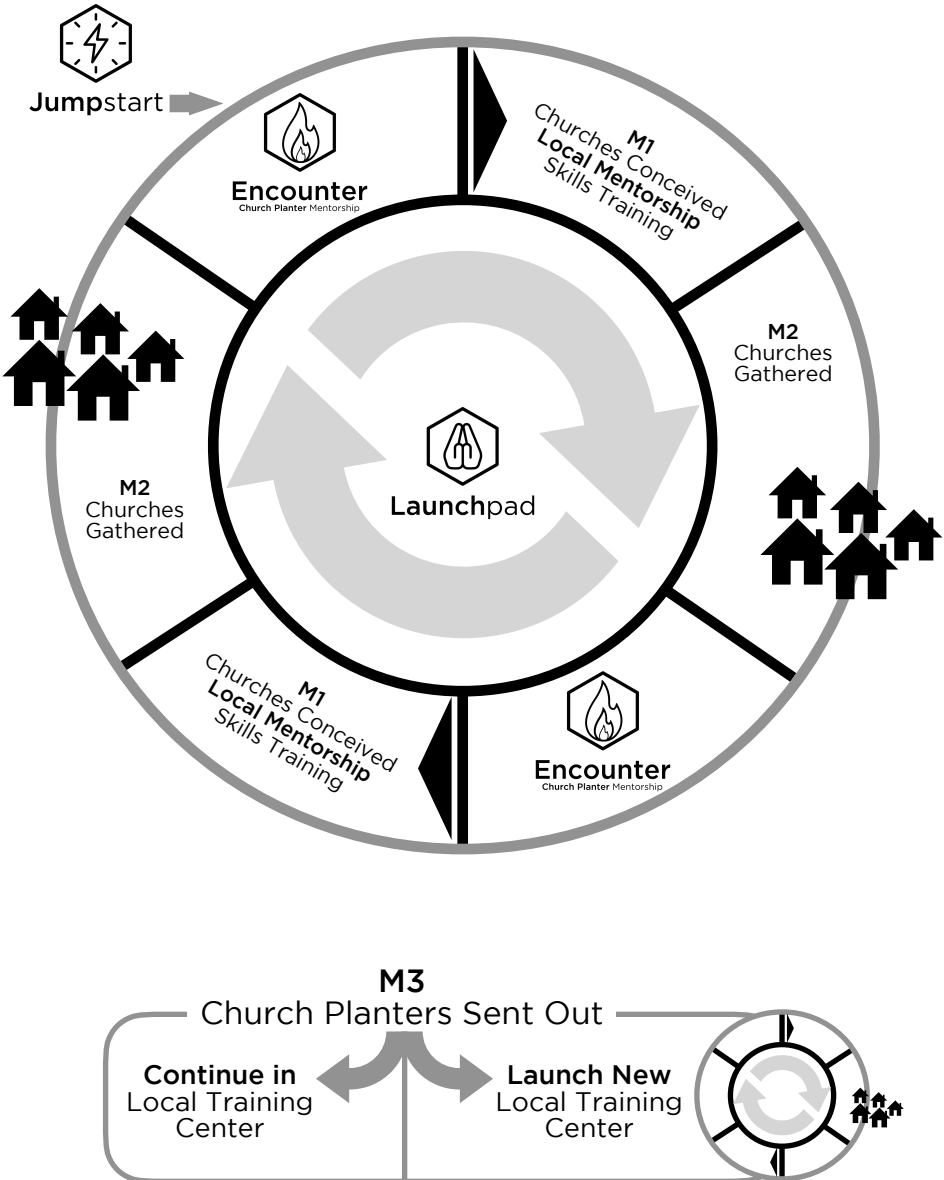 Jumpstart
Encounter
Church Planter Mentorship
M1
Churches Conceived
Local Mentorship
Skills Training
M2
Churches
Gathered
Launchpad
M2
Churches
Gathered
M1
Churches Conceived
Local Mentorship
Skills Training
Encounter
Church Planter Mentorship
M3
Church Planters Sent Out
Continue in
Local Training
Center
Launch New
Local Training
Center